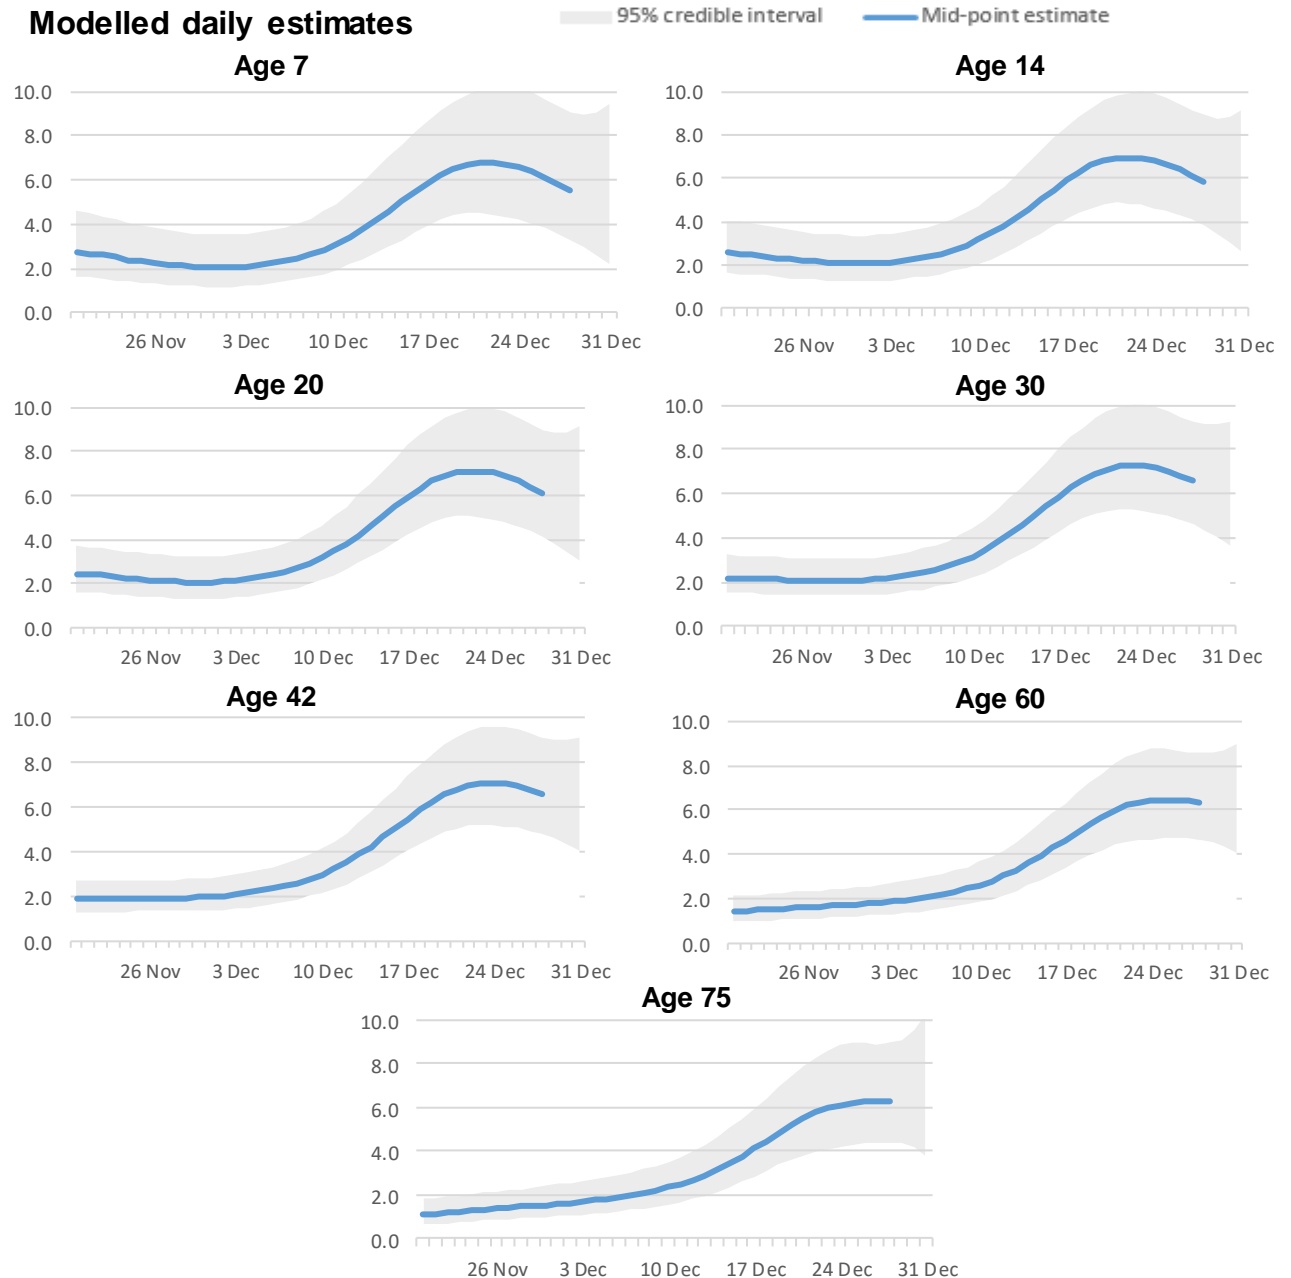 Modelled daily estimates
95% credible interval
Mid-point estimate
Age 7
10.0
8.0
6.0
4.0
2.0
0.0
26 Nov 3 Dec 10 Dec 17 Dec 24 Dec 31 Dec
Age 14
10.0
8.0
6.0
4.0
2.0
0.0
26 Nov 3 Dec 10 Dec 17 Dec 24 Dec 31 Dec
Age 20
10.0
8.0
6.0
4.0
2.0
0.0
26 Nov 3 Dec 10 Dec 17 Dec 24 Dec 31 Dec
Age 30
10.0
8.0
6.0
4.0
2.0
0.0
26 Nov 3 Dec 10 Dec 17 Dec 24 Dec 31 Dec
Age 42
10.0
8.0
6.0
4.0
2.0
0.0
26 Nov 3 Dec 10 Dec 17 Dec 24 Dec 31 Dec
Age 60
10.0
8.0
6.0
4.0
2.0
0.0
26 Nov 3 Dec 10 Dec 17 Dec 24 Dec 31 Dec
Age 75
10.0
8.0
6.0
4.0
2.0
0.0
26 Nov 3 Dec 10 Dec 17 Dec 24 Dec 31 Dec